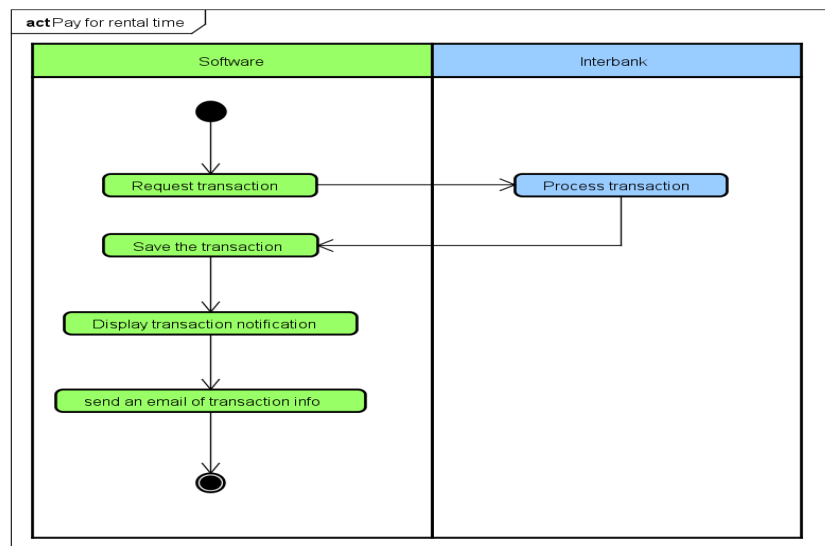 act Pay for rental time
Software
Interbank
Request transaction
Process transaction
Save the transaction
Display transaction notification
send an email of transaction info